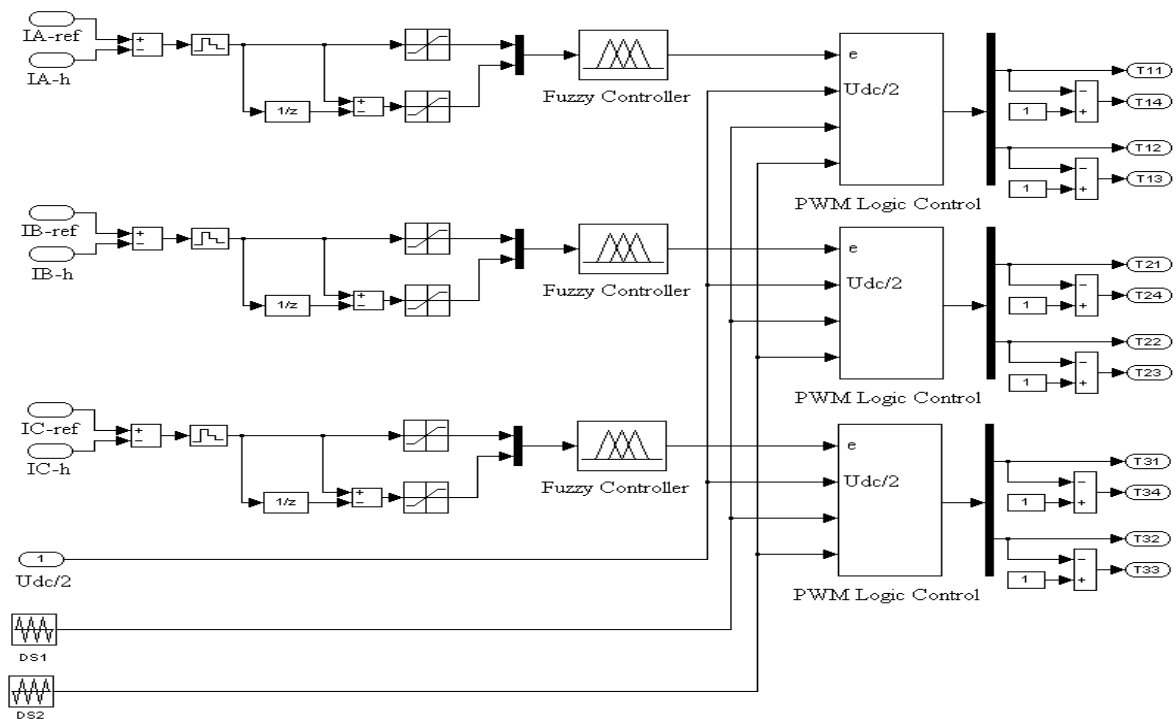 IA-ref
IA-h
+
−
1/z
+
−
Fuzzy Controller
e
Udc/2
PWM Logic Control
T11
−
+
1
T14
T12
−
+
1
T13
IB-ref
IB-h
+
−
1/z
+
−
Fuzzy Controller
e
Udc/2
PWM Logic Control
T21
−
+
1
T24
T22
−
+
1
T23
IC-ref
IC-h
+
−
1/z
+
−
Fuzzy Controller
e
Udc/2
PWM Logic Control
T31
−
+
1
T34
T32
−
+
1
T33
1
Udc/2
DS1
DS2